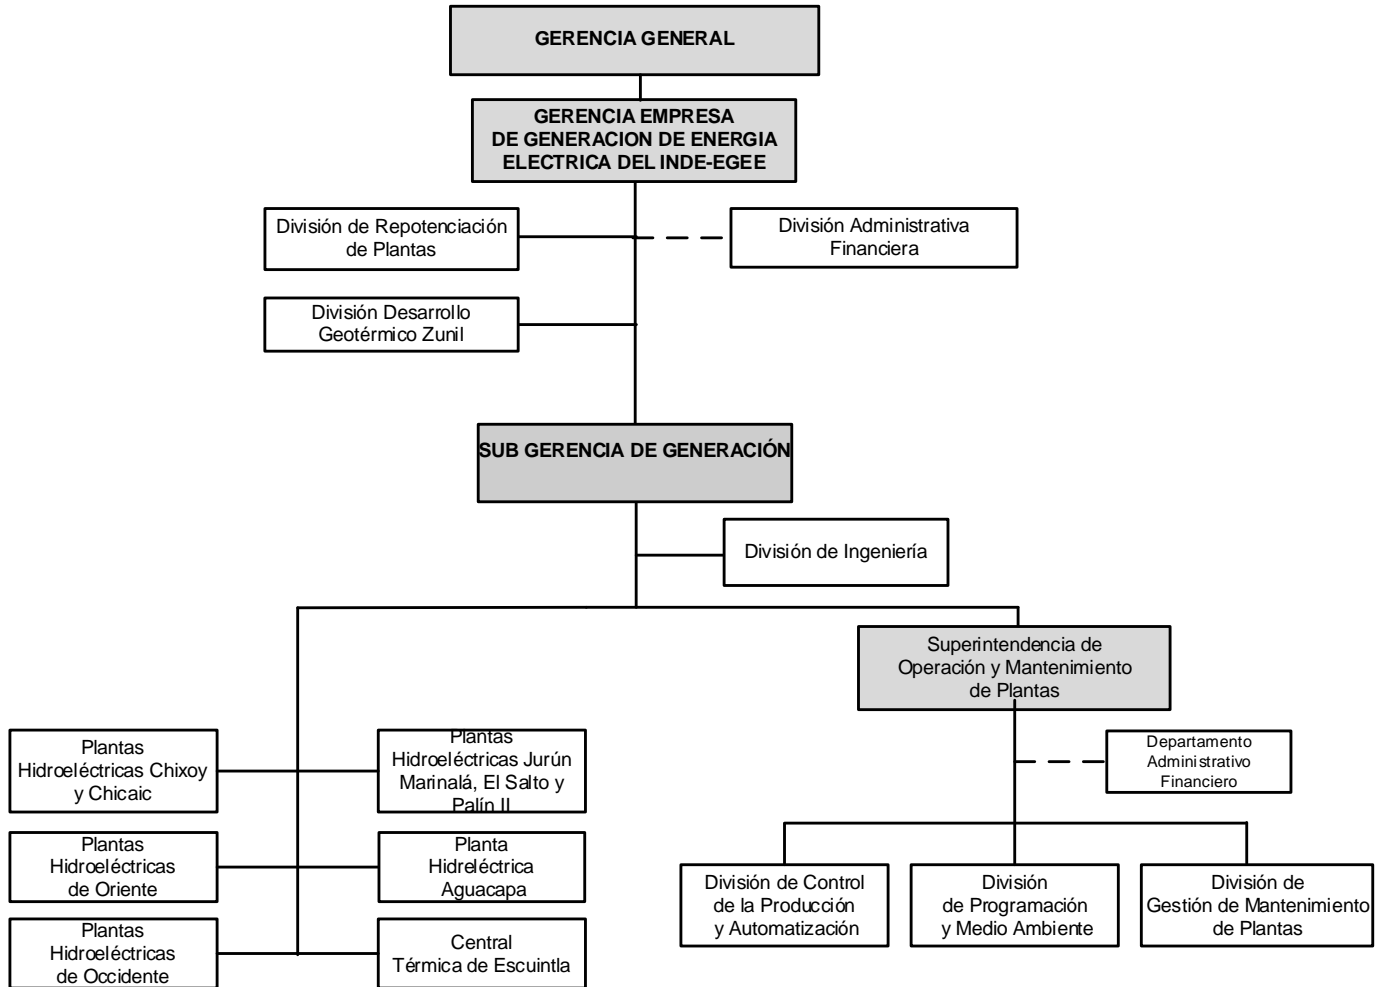 GERENCIA GENERAL
GERENCIA EMPRESA
DE GENERACION DE ENERGIA
ELECTRICA DEL INDE-EGEE
División de Repotenciación
de Plantas
División Administrativa
Financiera
División Desarrollo
Geotérmico Zunil
SUB GERENCIA DE GENERACIÓN
División de Ingeniería
Superintendencia de
Operación y Mantenimiento
de Plantas
Plantas
Hidroeléctricas Chixoy
y Chicaic
Plantas
Hidroeléctricas Jurún
Marinalá, El Salto y
Palín II
Departamento
Administrativo
Financiero
Plantas
Hidroeléctricas
de Oriente
Planta
Hidreléctrica
Aguacapa
División de Control
de la Producción
y Automatización
División
de Programación
y Medio Ambiente
División de
Gestión de Mantenimiento
de Plantas
Plantas
Hidroeléctricas
de Occidente
Central
Térmica de Escuintla